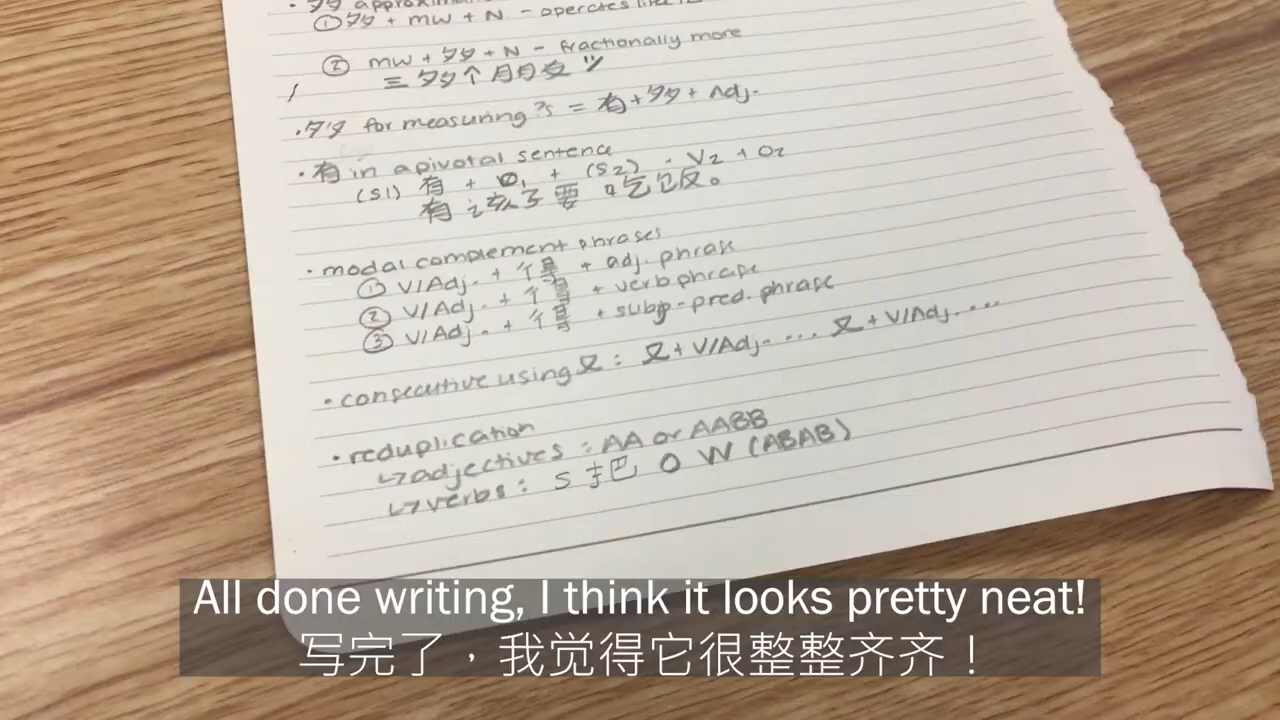 • 多 approximat
① 多 + mw + N - operates like
② mw + 多 + N - fractionally more
三多个月
• 多 for measuring ?s = 有+多+ Adj.
• 有 in a pivotal sentence
(S1) 有 + O₁ + (S2) + V2 + O2
有孩子要吃饭。
• modal complement phrases
① V/Adj. + 得 + adj. phrase
② V/Adj. + 得 + verb phrase
③ V/Adj. + 得 + subj-pred. phrase
• consecutive using 又 : 又 + V/Adj. ... 又 + V/Adj. ...
• reduplication
↳ adjectives : AA or AABB
↳ verbs : S 把 O VV (ABAB)
All done writing, I think it looks pretty neat!
写完了，我觉得它很整整齐齐！